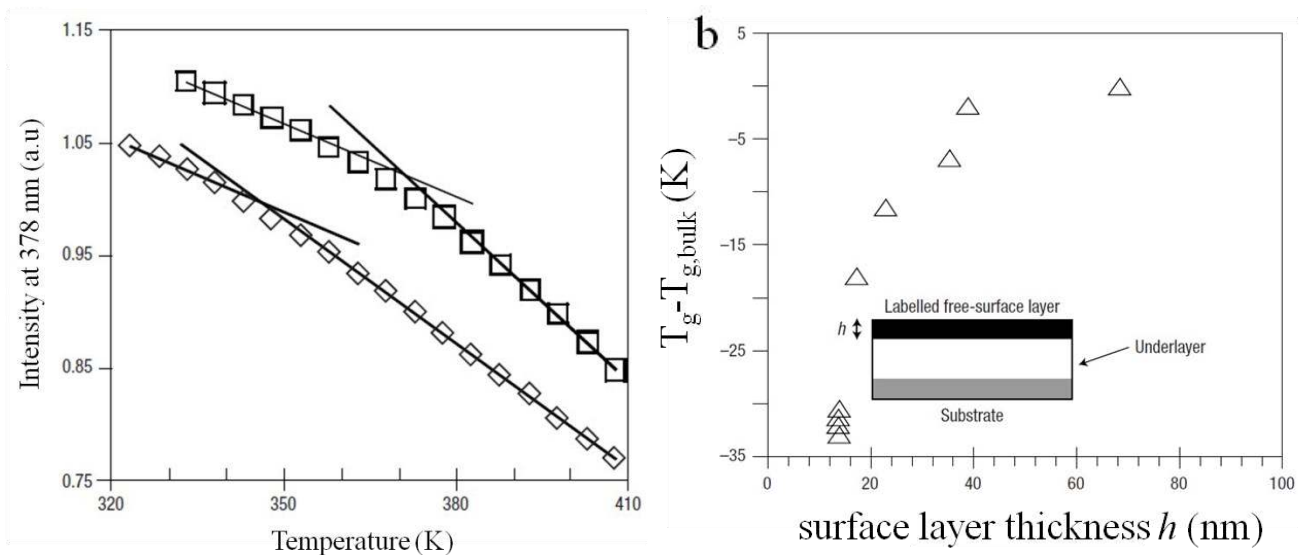 1.15
1.05
0.95
0.85
0.75
Intensity at 378 nm (a.u)
320
350
380
410
Temperature (K)
b
5
-5
-15
-25
-35
Tg-Tg,bulk (K)
Labelled free-surface layer
h
Underlayer
Substrate
0
20
40
60
80
100
surface layer thickness h (nm)